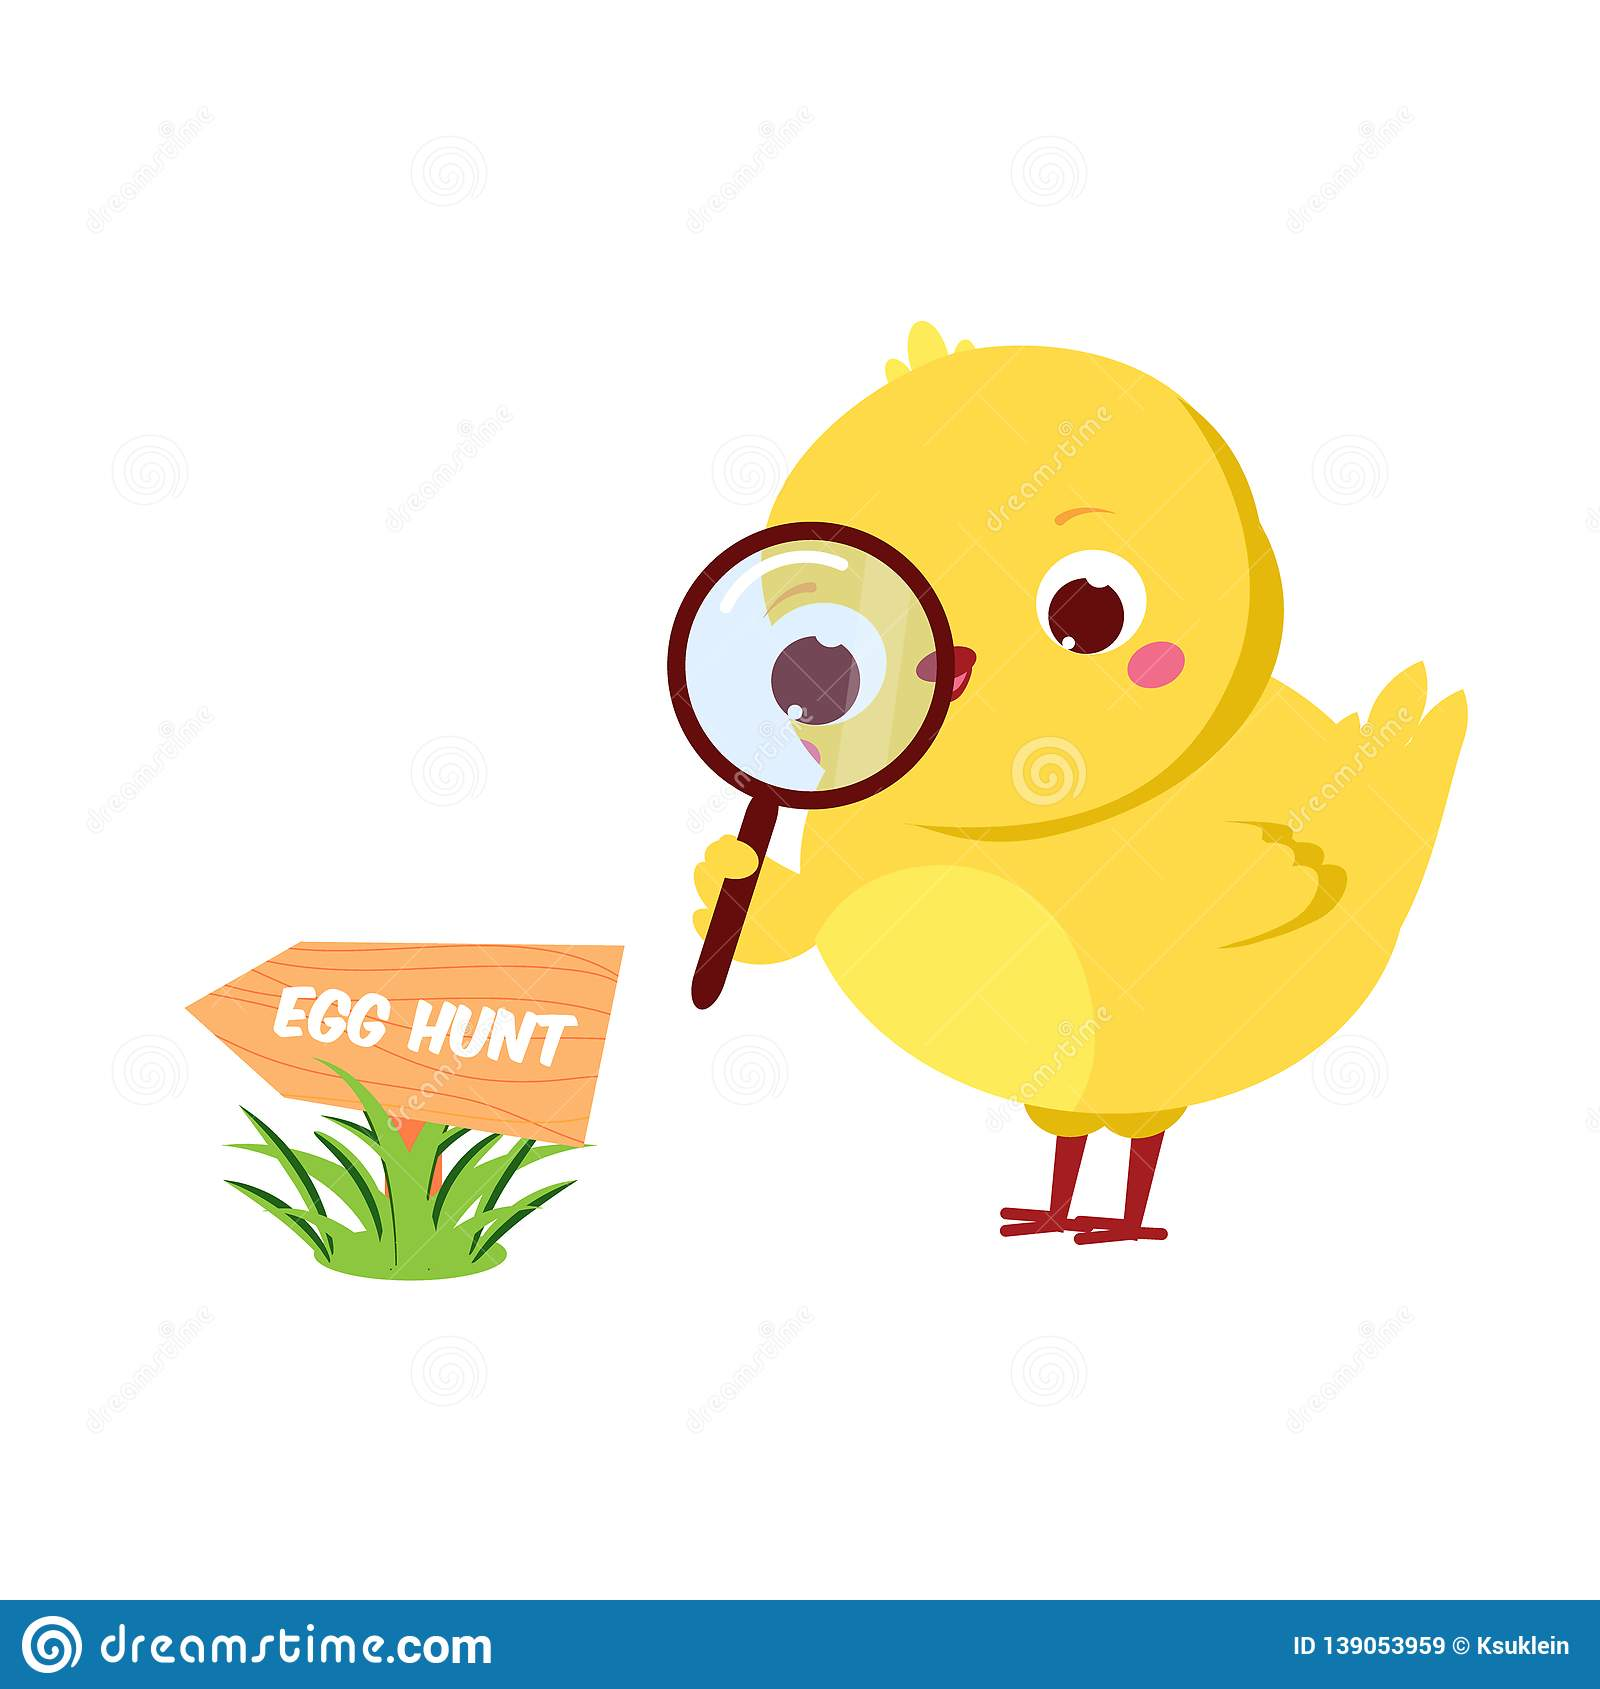 EGG HUNT
dreamstime.com
ID 139053959 © Ksuklein